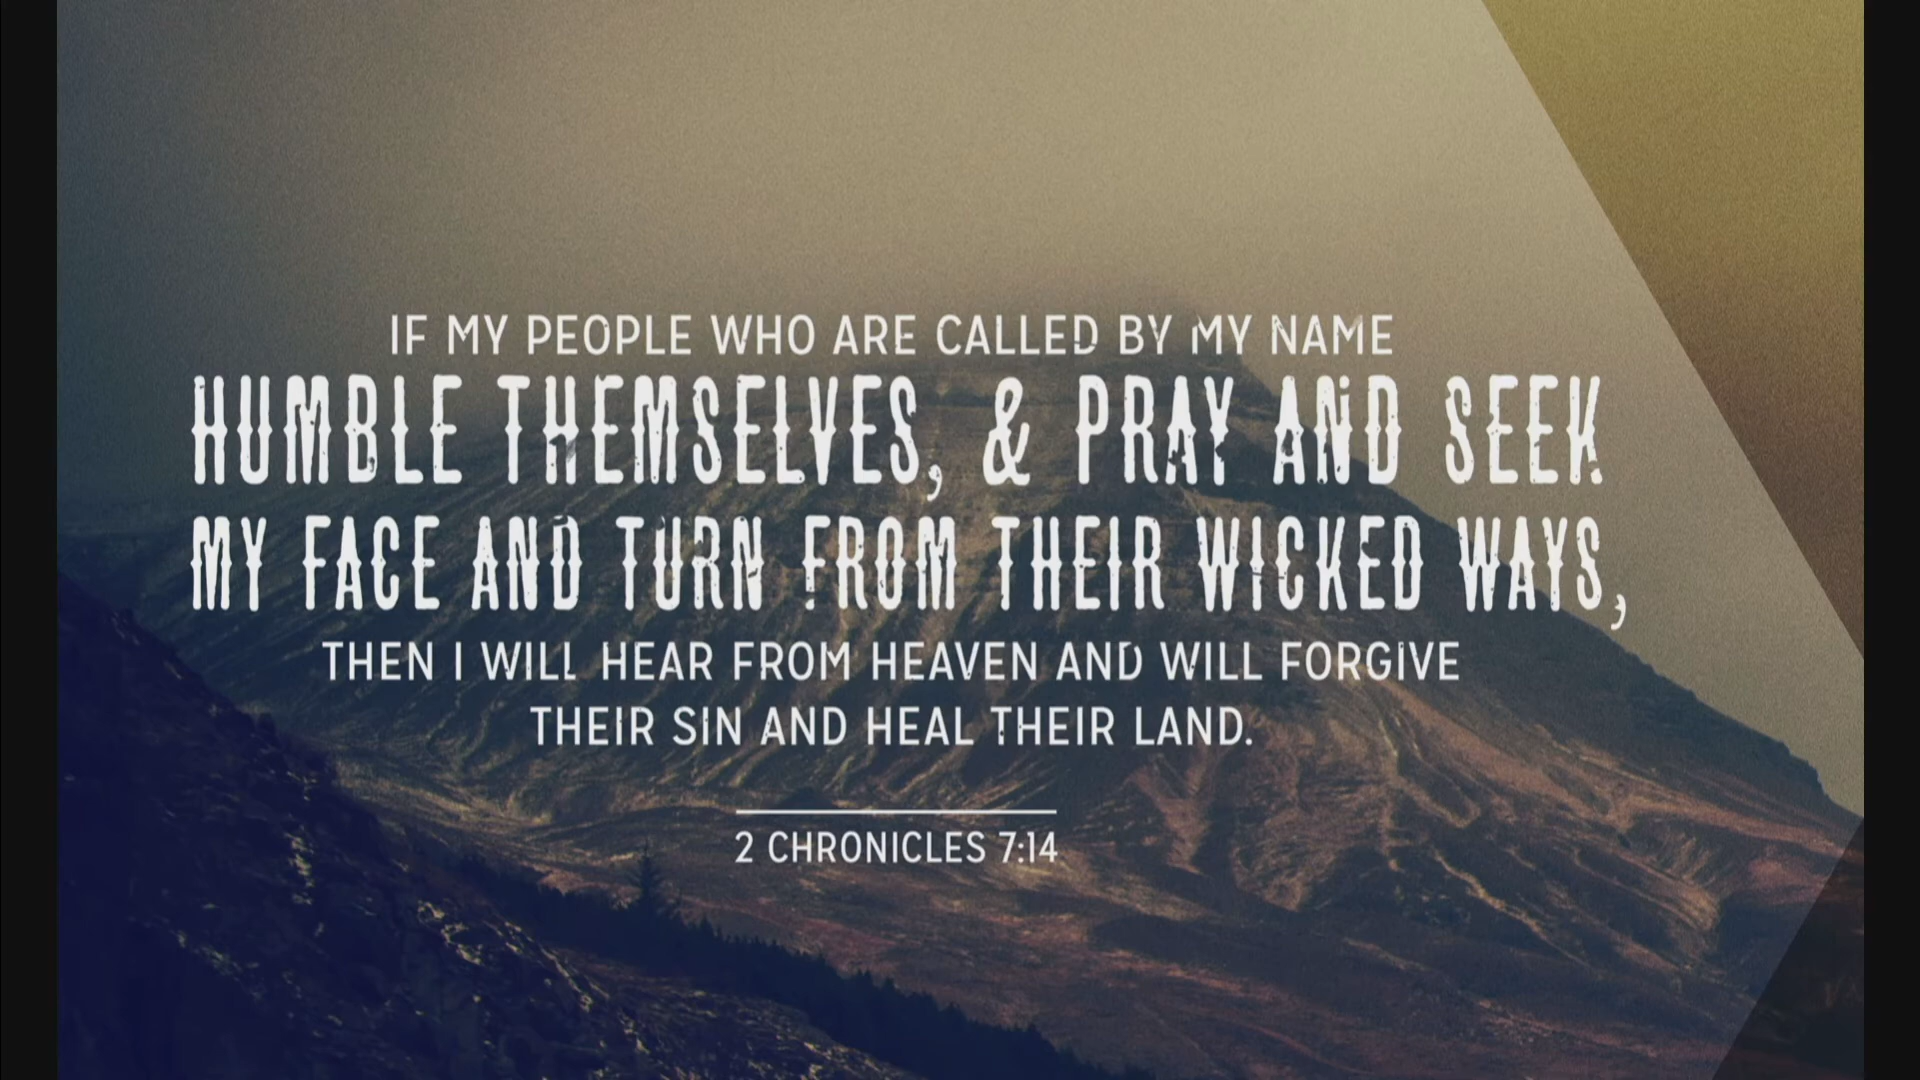 IF MY PEOPLE WHO ARE CALLED BY MY NAME
HUMBLE THEMSELVES, & PRAY AND SEEK
MY FACE AND TURN FROM THEIR WICKED WAYS,
THEN I WILL HEAR FROM HEAVEN AND WILL FORGIVE
THEIR SIN AND HEAL THEIR LAND.
2 CHRONICLES 7:14